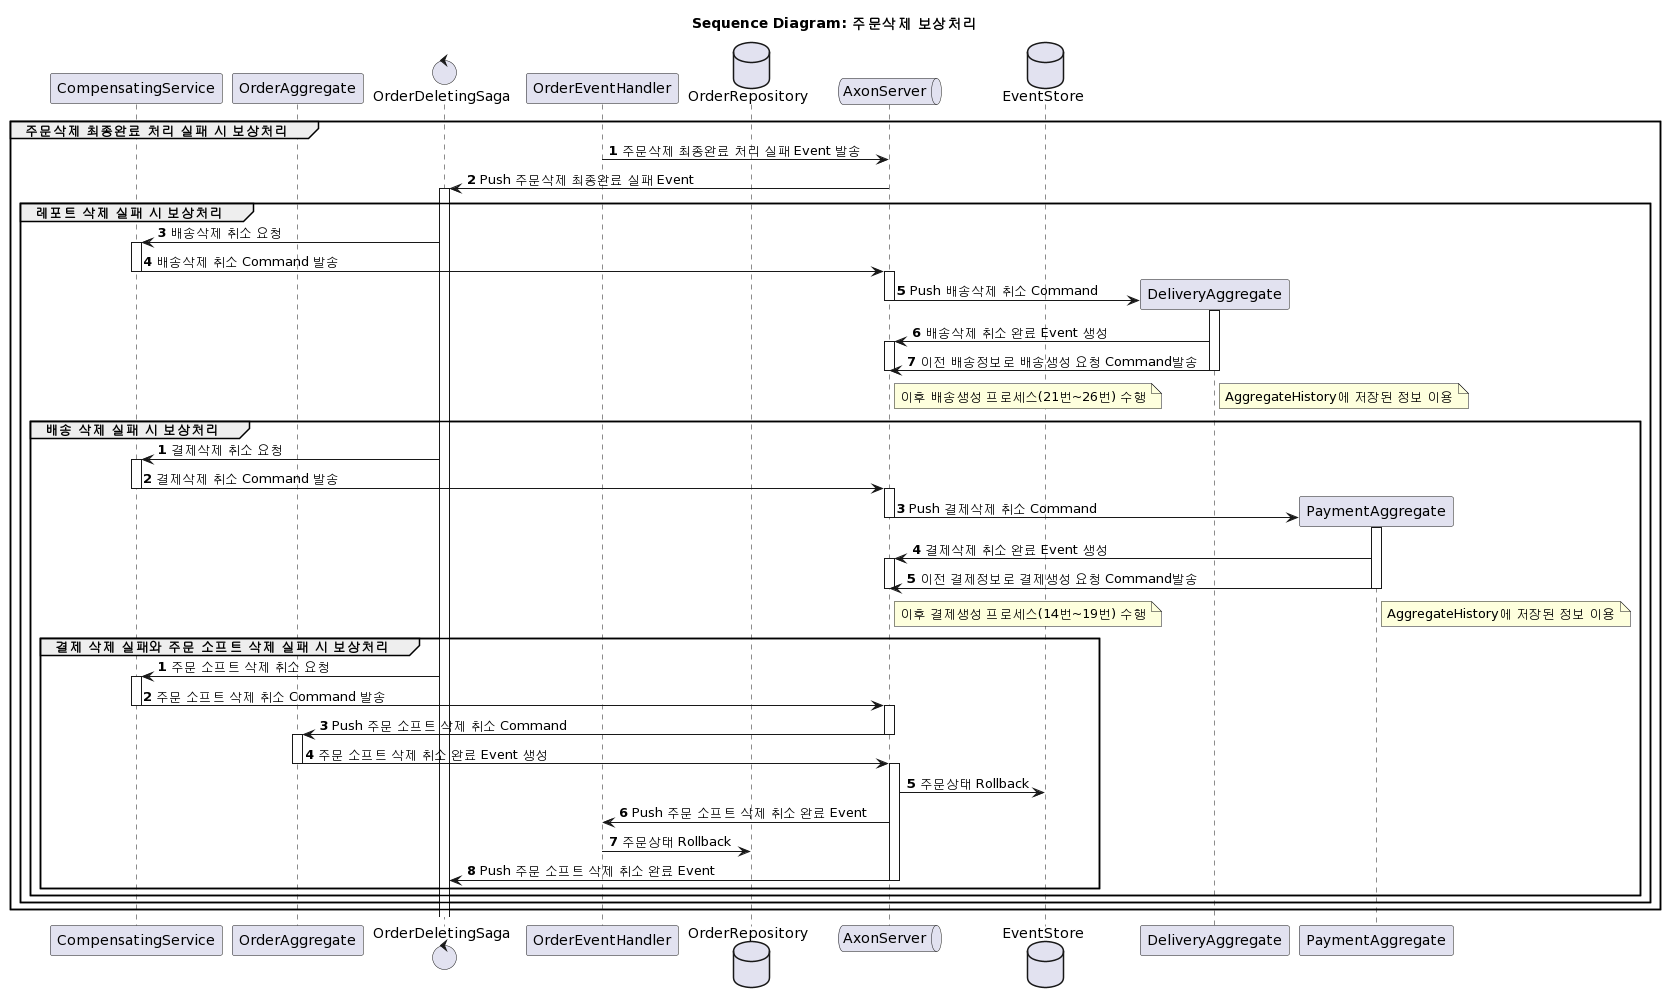 Sequence Diagram: 주문삭제 보상처리
CompensatingService
OrderAggregate
OrderDeletingSaga
OrderEventHandler
OrderRepository
AxonServer
EventStore
주문삭제 최종완료 처리 실패 시 보상처리
1 주문삭제 최종완료 처리 실패 Event 발송
2 Push 주문삭제 최종완료 실패 Event
레포트 삭제 실패 시 보상처리
3 배송삭제 취소 요청
4 배송삭제 취소 Command 발송
5 Push 배송삭제 취소 Command
DeliveryAggregate
6 배송삭제 취소 완료 Event 생성
7 이전 배송정보로 배송생성 요청 Command발송
이후 배송생성 프로세스(21번~26번) 수행
AggregateHistory에 저장된 정보 이용
배송 삭제 실패 시 보상처리
1 결제삭제 취소 요청
2 결제삭제 취소 Command 발송
3 Push 결제삭제 취소 Command
PaymentAggregate
4 결제삭제 취소 완료 Event 생성
5 이전 결제정보로 결제생성 요청 Command발송
이후 결제생성 프로세스(14번~19번) 수행
AggregateHistory에 저장된 정보 이용
결제 삭제 실패와 주문 소프트 삭제 실패 시 보상처리
1 주문 소프트 삭제 취소 요청
2 주문 소프트 삭제 취소 Command 발송
3 Push 주문 소프트 삭제 취소 Command
4 주문 소프트 삭제 취소 완료 Event 생성
5 주문상태 Rollback
6 Push 주문 소프트 삭제 취소 완료 Event
7 주문상태 Rollback
8 Push 주문 소프트 삭제 취소 완료 Event
CompensatingService
OrderAggregate
OrderDeletingSaga
OrderEventHandler
OrderRepository
AxonServer
EventStore
DeliveryAggregate
PaymentAggregate